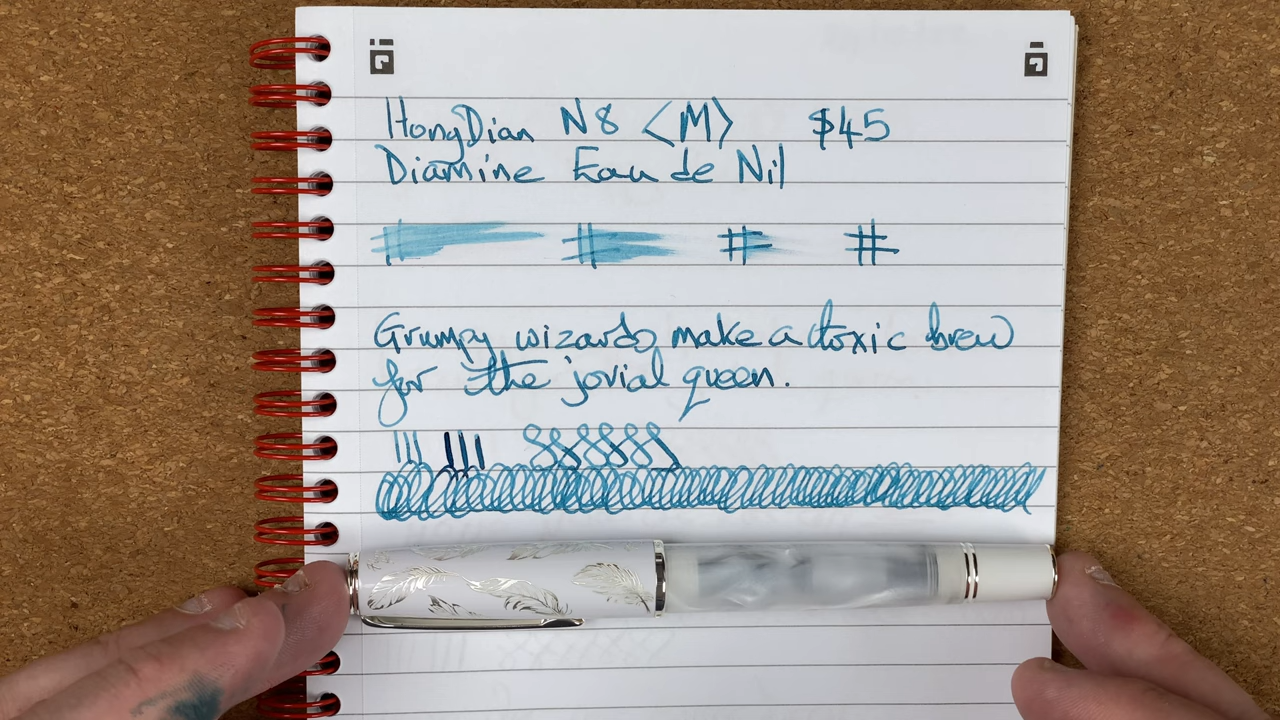 HongDian N8 <M> $45
Diamine Eau de Nil
# # # #
Grumpy wizards make a toxic brew
for the jovial queen.